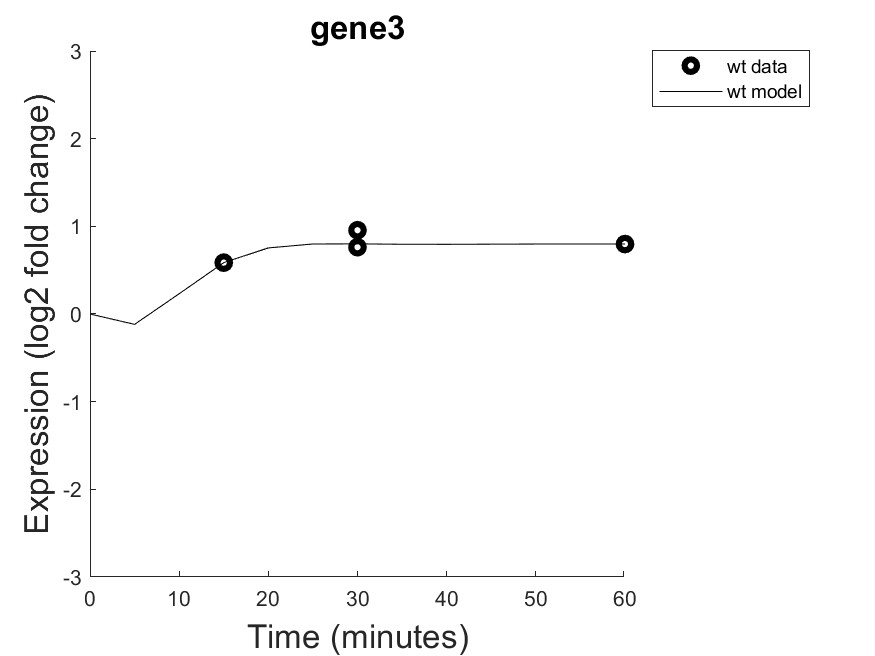 gene3
wt data
wt model
Expression (log2 fold change)
3
2
1
0
-1
-2
-3
0 10 20 30 40 50 60
Time (minutes)